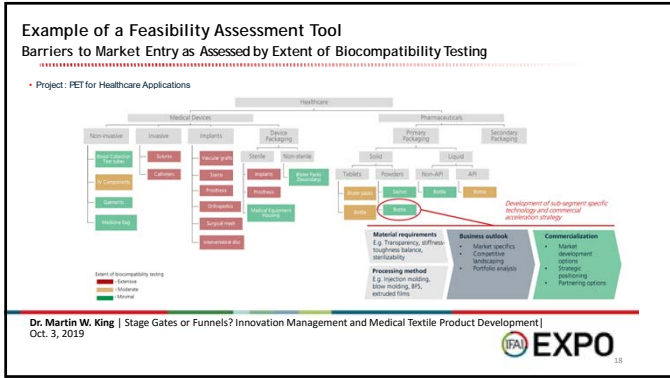 Example of a Feasibility Assessment Tool
Barriers to Market Entry as Assessed by Extent of Biocompatibility Testing
• Project: PET for Healthcare Applications
Healthcare
Medical Devices
Pharmaceuticals
Non-invasive
Invasive
Implants
Device
Packaging
Primary
Packaging
Secondary
Packaging
Sterile
Non-sterile
Solid
Liquid
Tablets
Powders
Non-API
API
Blood Collection
Test tubes
IV Components
Garments
Medicine bag
Sutures
Catheters
Vascular grafts
Stents
Prosthesis
Orthopedics
Surgical mesh
Intervertebral disc
Implants
Prosthesis
Medical Equipment
Housing
Blister Packs
(Secondary)
Blister packs
Bottle
Sachet
Bottle
Bottle
Bottle
Development of sub-segment specific
technology and commercial
acceleration strategy
Material requirements
E.g. Transparency, stiffness-
toughness balance,
sterilizability
Processing method
E.g. Injection molding,
blow molding, BFS,
extruded films
Business outlook
• Market specifics
• Competitive
landscaping
• Portfolio analysis
Commercialization
• Market
development
options
• Strategic
positioning
• Partnering options
Extent of biocompatibility testing
- Extensive
- Moderate
- Minimal
Dr. Martin W. King | Stage Gates or Funnels? Innovation Management and Medical Textile Product Development|
Oct. 3, 2019
IFAI EXPO
18